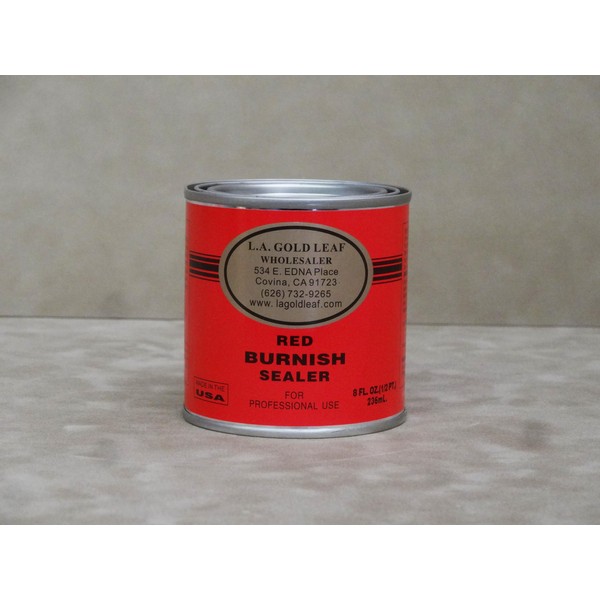 L.A. GOLD LEAF
WHOLESALER
534 E. EDNA Place
Covina, CA 91723
(626) 732-9265
www. lagoldleaf.com
RED
BURNISH
SEALER
FOR
PROFESSIONAL USE
MADE IN THE
USA
8 FL. OZ.(1/2 PT.)
236mL.